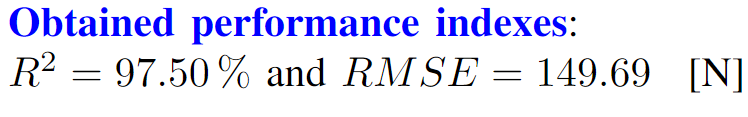 Obtained performance indexes:
R² = 97.50 % and RMSE = 149.69 [N]